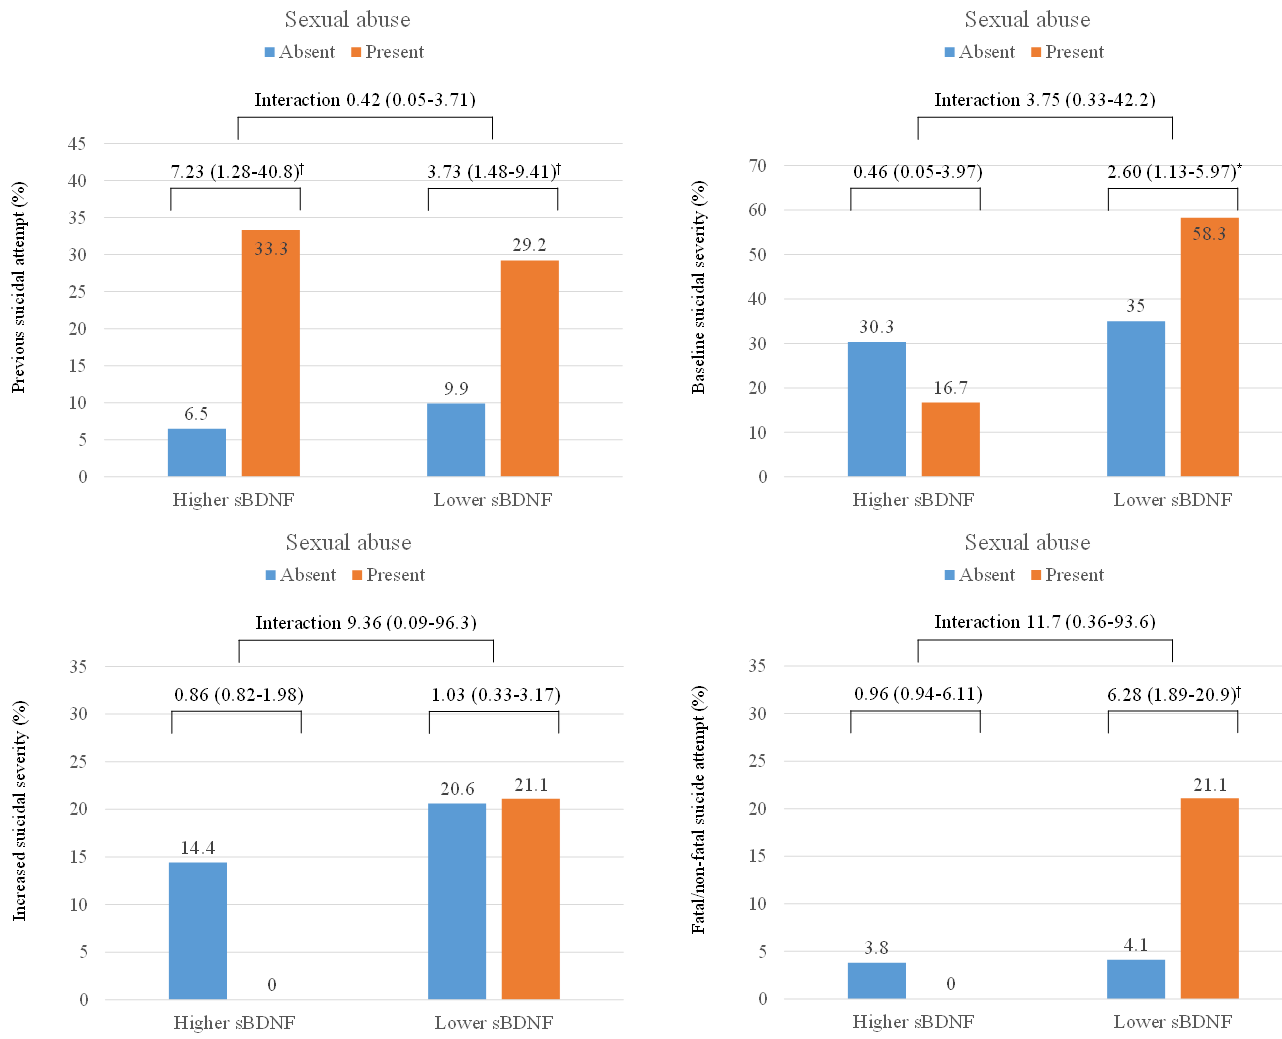 Sexual abuse
Absent Present
Interaction 0.42 (0.05-3.71)
7.23 (1.28-40.8)†
3.73 (1.48-9.41)†
Previous suicidal attempt (%)
45
40
35
30
25
20
15
10
5
0
6.5
33.3
9.9
29.2
Higher sBDNF
Lower sBDNF
Sexual abuse
Absent Present
Interaction 3.75 (0.33-42.2)
0.46 (0.05-3.97)
2.60 (1.13-5.97)*
Baseline suicidal severity (%)
70
60
50
40
30
20
10
0
30.3
16.7
35
58.3
Higher sBDNF
Lower sBDNF
Sexual abuse
Absent Present
Interaction 9.36 (0.09-96.3)
0.86 (0.82-1.98)
1.03 (0.33-3.17)
Increased suicidal severity (%)
35
30
25
20
15
10
5
0
14.4
0
20.6
21.1
Higher sBDNF
Lower sBDNF
Sexual abuse
Absent Present
Interaction 11.7 (0.36-93.6)
0.96 (0.94-6.11)
6.28 (1.89-20.9)†
Fatal/non-fatal suicide attempt (%)
35
30
25
20
15
10
5
0
3.8
0
4.1
21.1
Higher sBDNF
Lower sBDNF